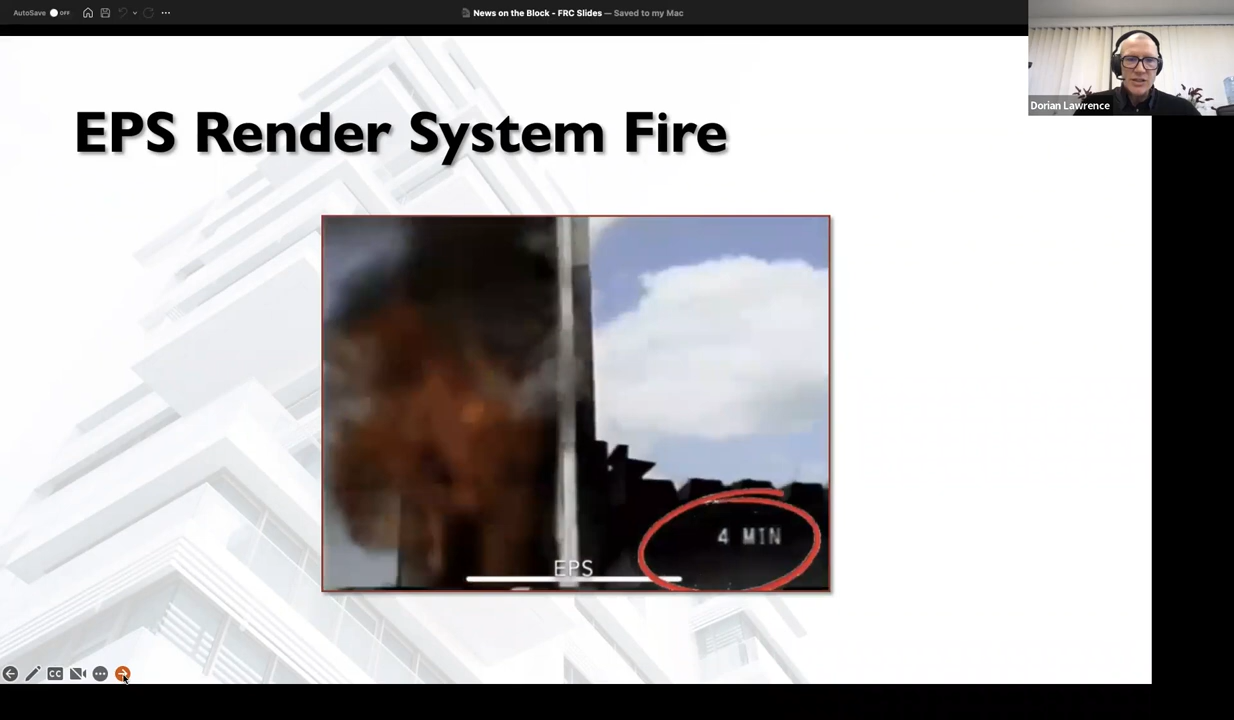 AutoSave OFF
News on the Block - FRC Slides — Saved to my Mac
Dorian Lawrence
EPS Render System Fire
4 MIN
EPS
CC